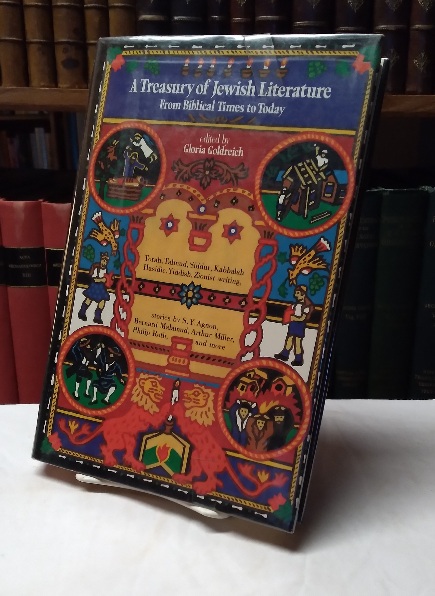 A Treasury of Jewish Literature
From Biblical Times to Today
edited by
Gloria Goldreich
Torah, Talmud, Siddur, Kabbalah
Hasidic, Yiddish, Zionist writing,
stories by S. Y. Agnon,
Bernard Malamud, Arthur Miller,
Philip Roth, and more